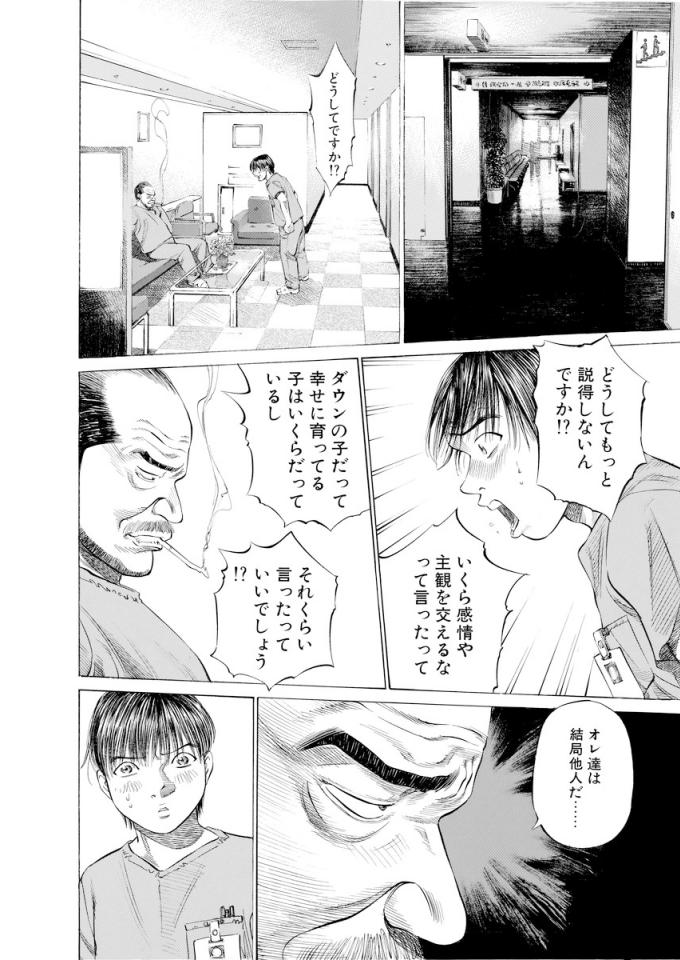 どうしてですか!?
どうしてもっと
説得しないん
ですか!?
いくら感情や
主観を交えるな
って言ったって
ダウンの子だって
幸せに育ってる
子はいくらだって
いるし
それくらい
言ったって
いいでしょう
!?
オレ達は
結局他人だ……